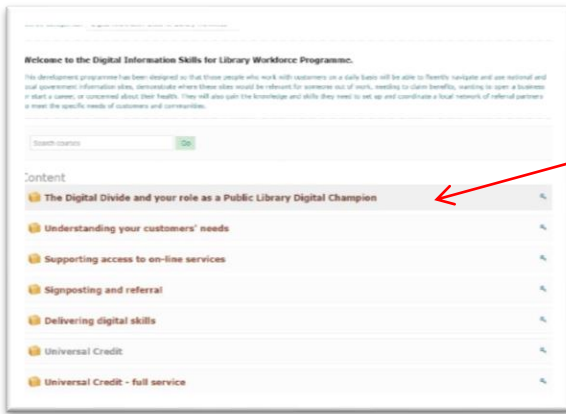 Welcome to the Digital Information Skills for Library Workforce Programme.
This development programme has been designed so that those people who work with customers on a daily basis will be able to fluently navigate and use national and
local government information sites, demonstrate where these sites would be relevant for someone out of work, needing to claim benefits, wanting to open a business
or start a career, or concerned about their health. They will also gain the knowledge and skills they need to set up and coordinate a local network of referral partners
to meet the specific needs of customers and communities.
Search courses Go
Content
The Digital Divide and your role as a Public Library Digital Champion
Understanding your customers' needs
Supporting access to on-line services
Signposting and referral
Delivering digital skills
Universal Credit
Universal Credit - full service